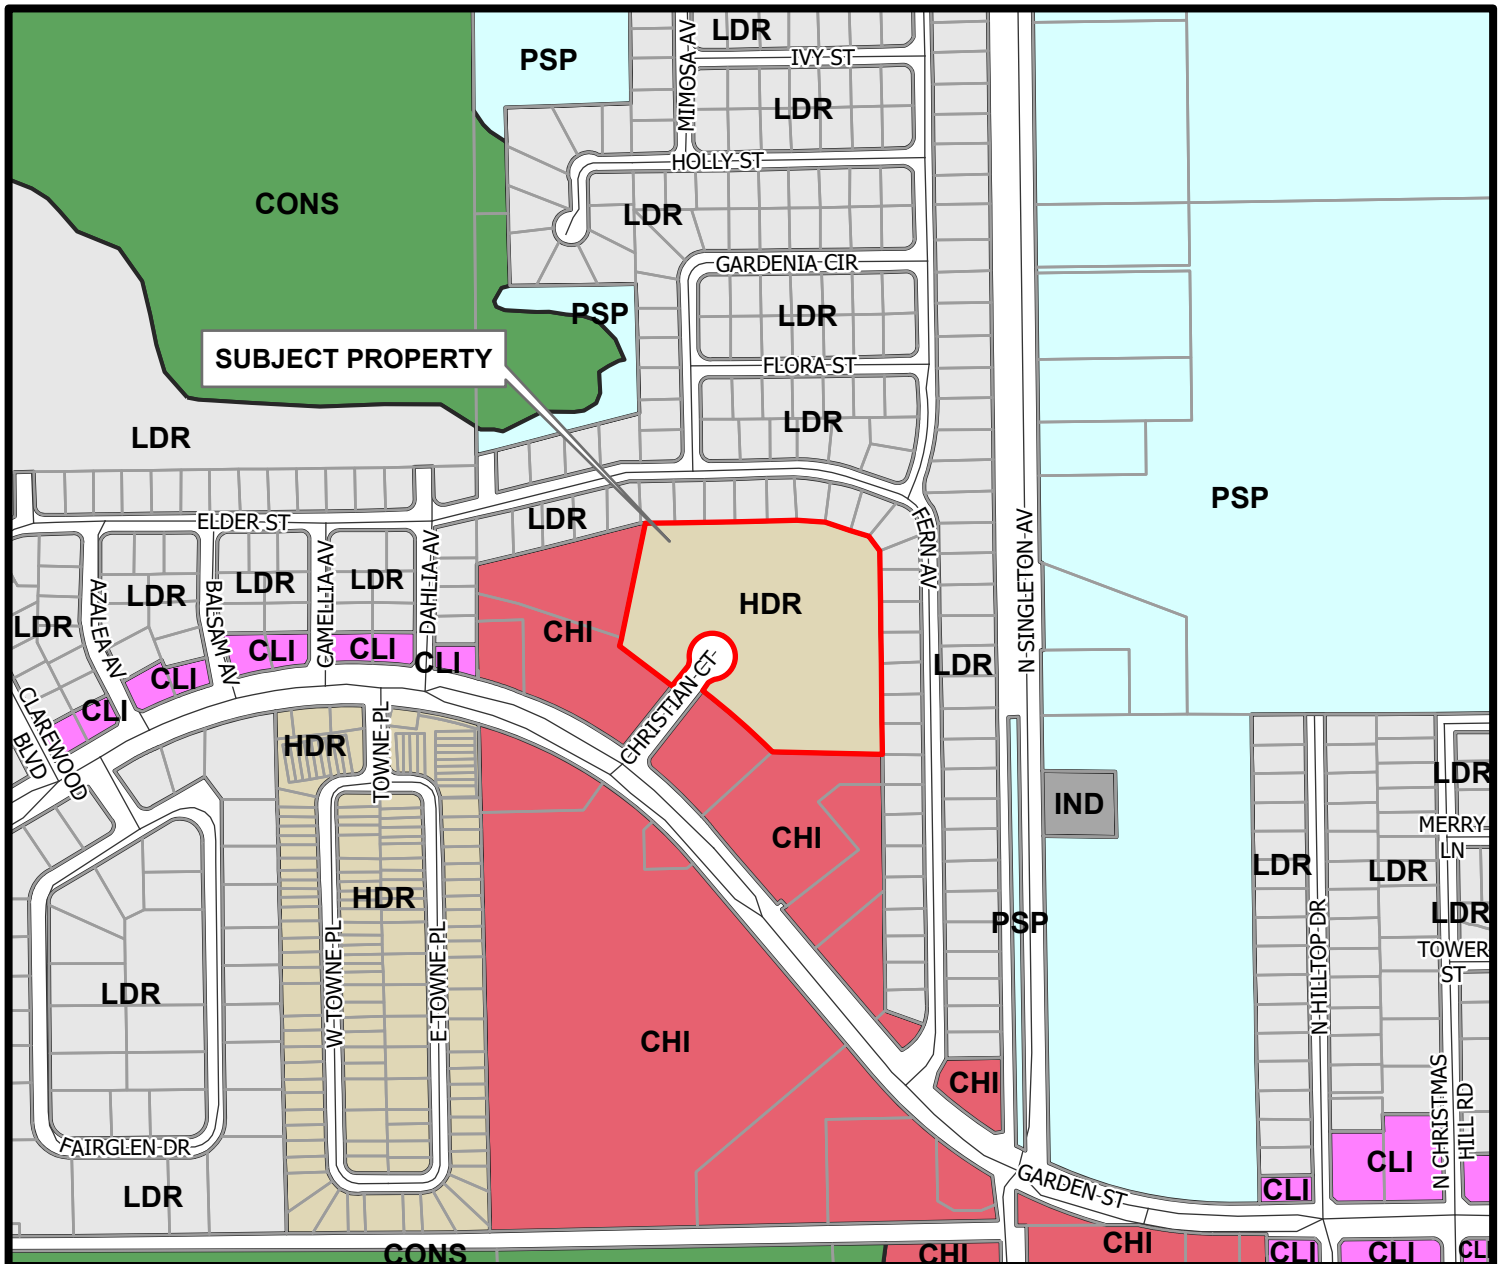 LDR
PSP
MIMOSA AV
IVY ST
LDR
HOLLY ST
CONS
LDR
GARDENIA CIR
PSP
LDR
SUBJECT PROPERTY
FLORA ST
LDR
LDR
PSP
ELDER ST
LDR
FERN AV
N SINGLETON AV
AZALEA AV
LDR
BALSAM AV
LDR
CAMELLIA AV
LDR
DAHLIA AV
HDR
LDR
CHI
CLI
CLI
CLI
CLI
LDR
CHRISTIAN CT
CLI
CLAREWOOD
BLVD
HDR
TOWNE PL
LDR
IND
MERRY
LN
CHI
LDR
LDR
HDR
LDR
PSP
W TOWNE PL
E TOWNE PL
N HILLTOP DR
TOWER
ST
LDR
CHI
CHI
N CHRISTMAS
HILL RD
FAIRGLEN DR
CLI
LDR
GARDEN ST
CLI
CONS
CHI
CHI
CLI
CLI
CLI